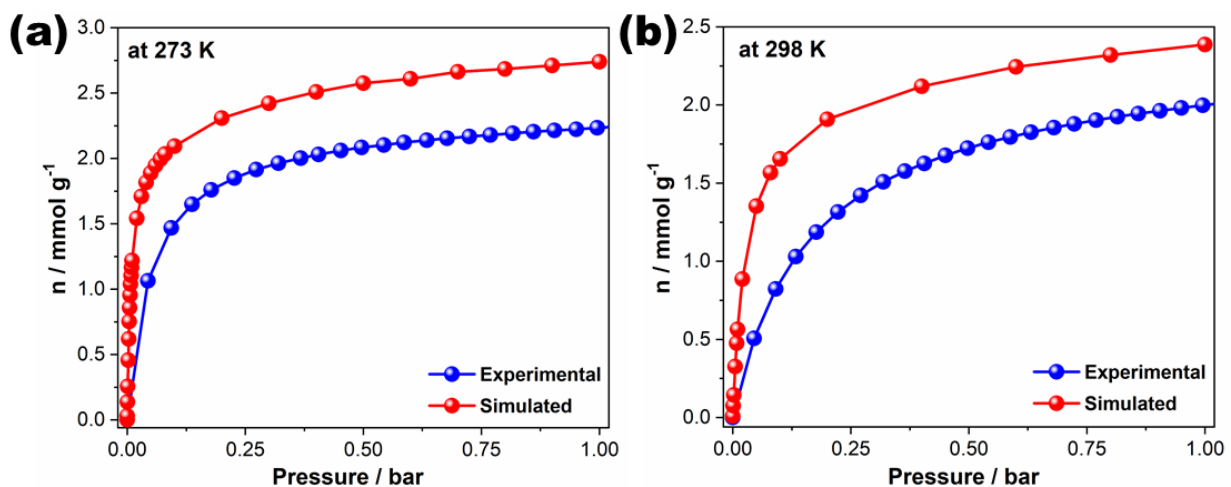 (a)
at 273 K
n / mmol g⁻¹
3.0
2.5
2.0
1.5
1.0
0.5
0.0
Experimental
Simulated
0.00 0.25 0.50 0.75 1.00
Pressure / bar
(b)
at 298 K
n / mmol g⁻¹
2.5
2.0
1.5
1.0
0.5
0.0
Experimental
Simulated
0.00 0.25 0.50 0.75 1.00
Pressure / bar